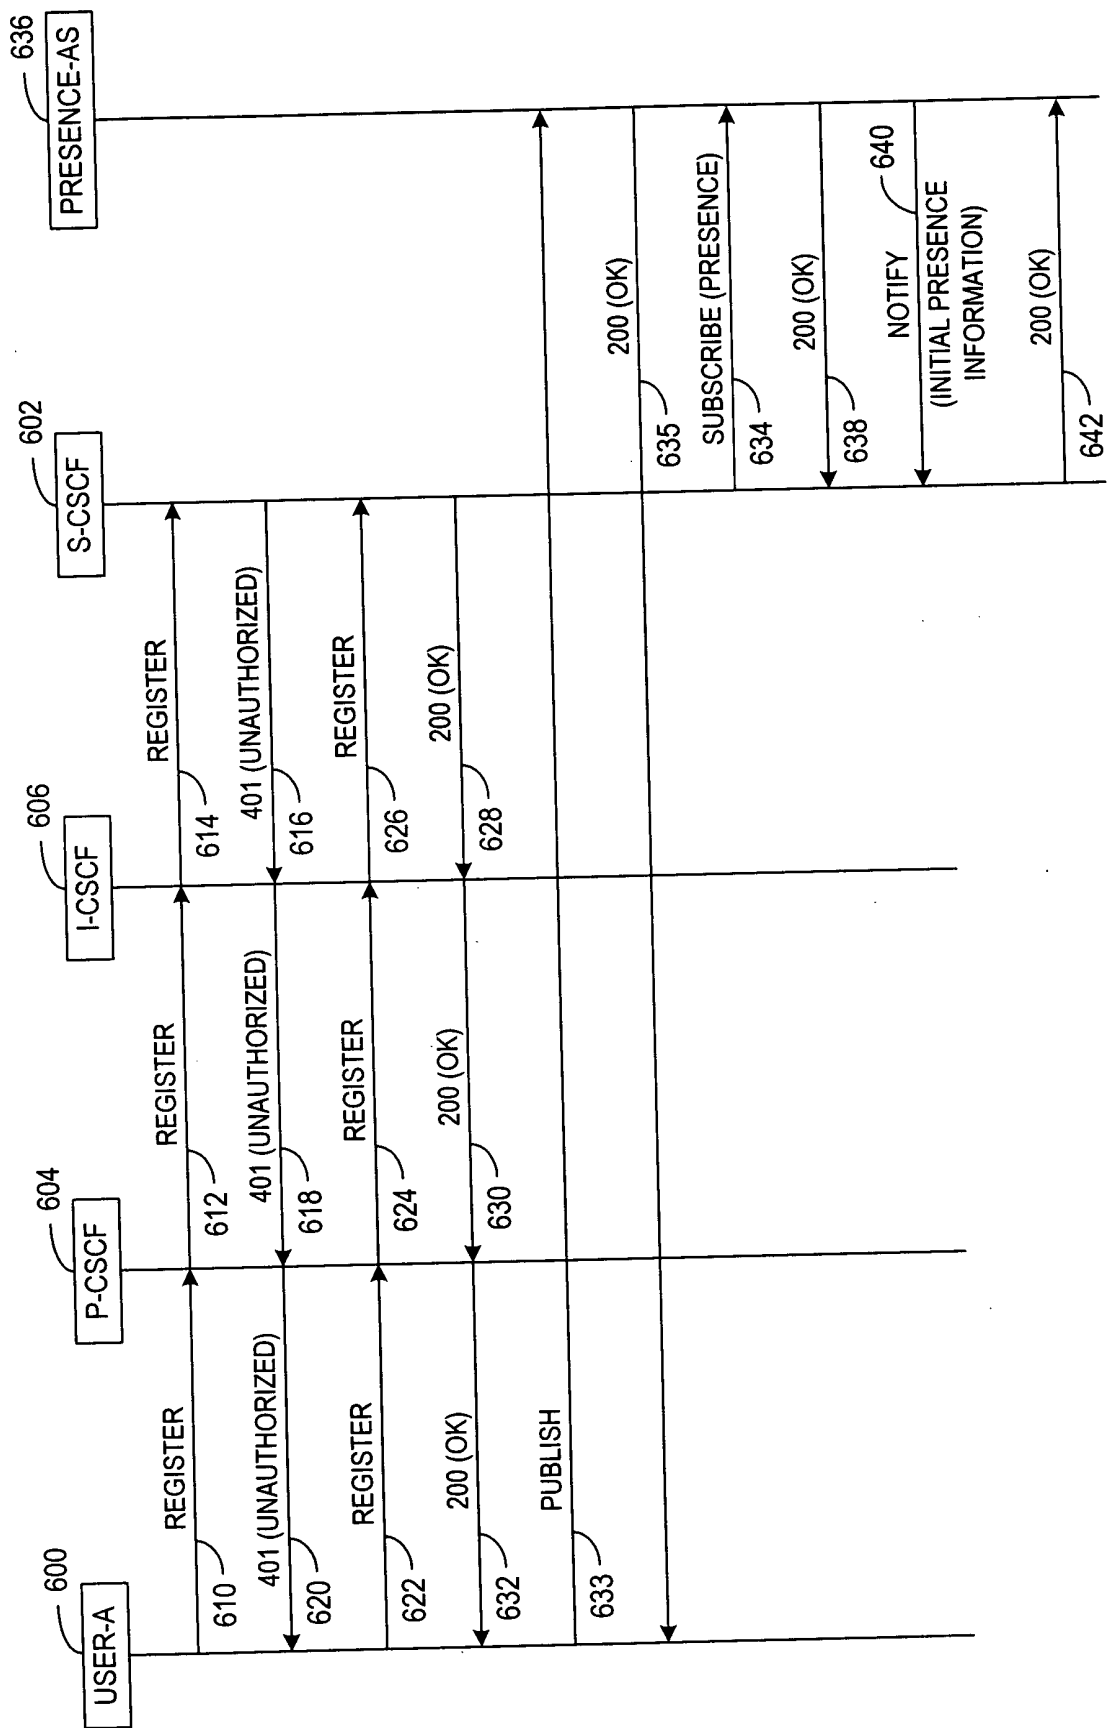 600
USER-A
604
P-CSCF
606
I-CSCF
602
S-CSCF
636
PRESENCE-AS
REGISTER
610
REGISTER
612
REGISTER
614
401 (UNAUTHORIZED)
616
401 (UNAUTHORIZED)
618
401 (UNAUTHORIZED)
620
REGISTER
622
REGISTER
624
REGISTER
626
200 (OK)
628
200 (OK)
630
200 (OK)
632
PUBLISH
633
200 (OK)
635
SUBSCRIBE (PRESENCE)
634
200 (OK)
638
NOTIFY
640
(INITIAL PRESENCE
INFORMATION)
200 (OK)
642